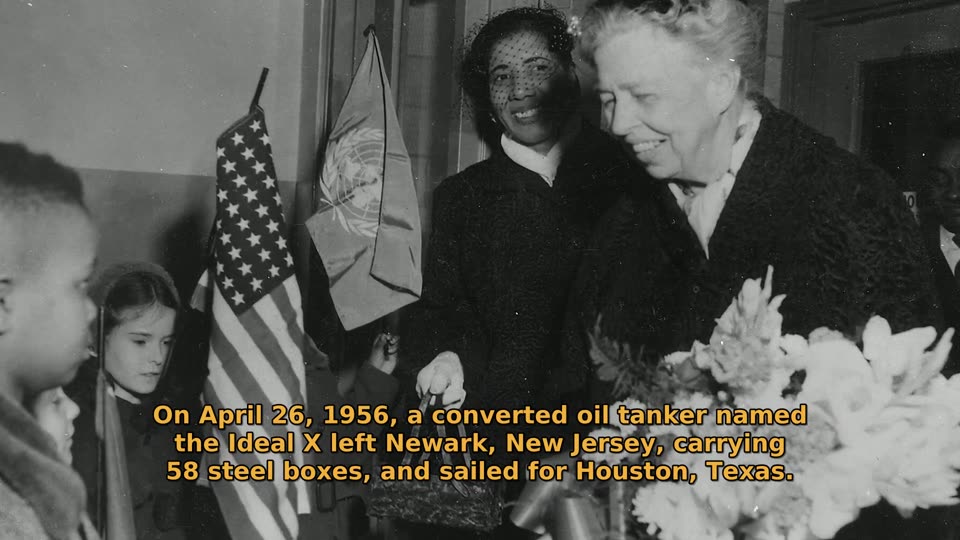 On April 26, 1956, a converted oil tanker named
the Ideal X left Newark, New Jersey, carrying
58 steel boxes, and sailed for Houston, Texas.